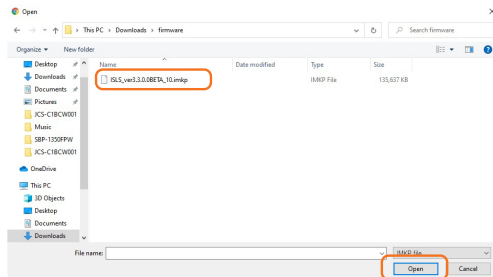 Open
This PC > Downloads > firmware
Search firmware
Organize
New folder
Name
Date modified
Type
Size
ISLS_ver3.3.0.0BETA_10.imkp
IMKP File
135,637 KB
Desktop
Downloads
Documents
Pictures
JCS-C1BCW001
Music
SBP-1350FPW
JCS-C1BCW001
OneDrive
This PC
3D Objects
Desktop
Documents
Downloads
File name:
IMKP file
Open
Cancel